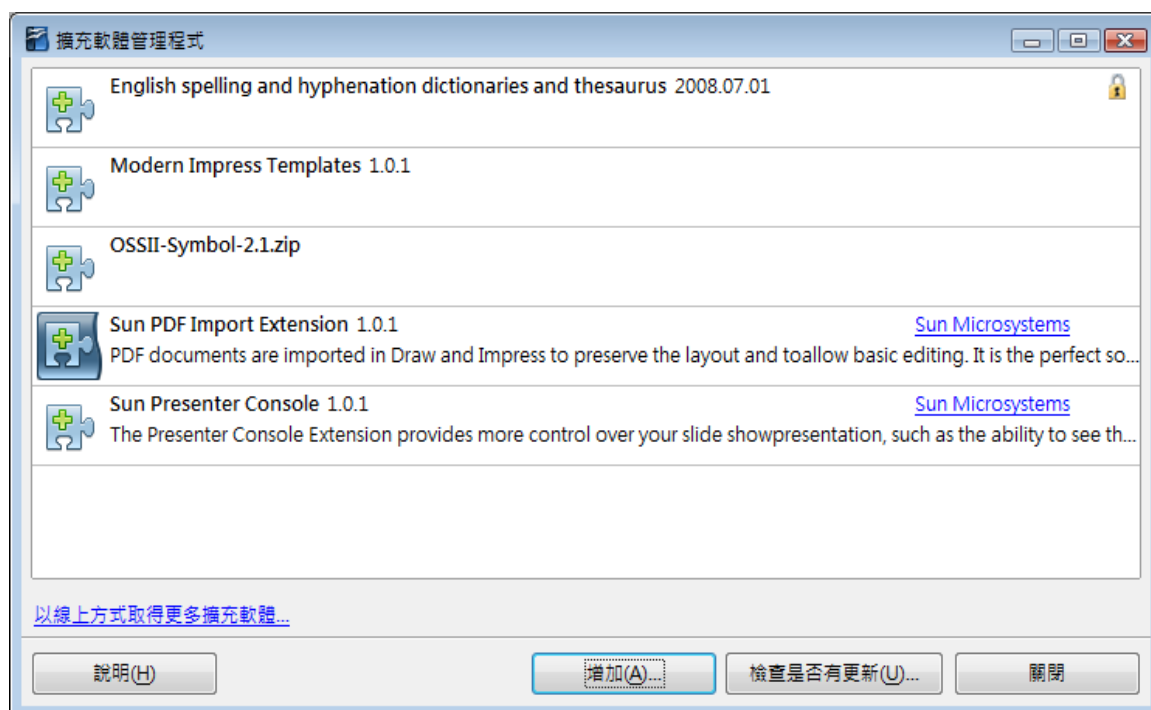 擴充軟體管理程式
English spelling and hyphenation dictionaries and thesaurus 2008.07.01
Modern Impress Templates 1.0.1
OSSII-Symbol-2.1.zip
Sun PDF Import Extension 1.0.1 Sun Microsystems
PDF documents are imported in Draw and Impress to preserve the layout and toallow basic editing. It is the perfect so...
Sun Presenter Console 1.0.1 Sun Microsystems
The Presenter Console Extension provides more control over your slide showpresentation, such as the ability to see th...
以線上方式取得更多擴充軟體...
說明(H) 增加(A)... 檢查是否有更新(U)... 關閉